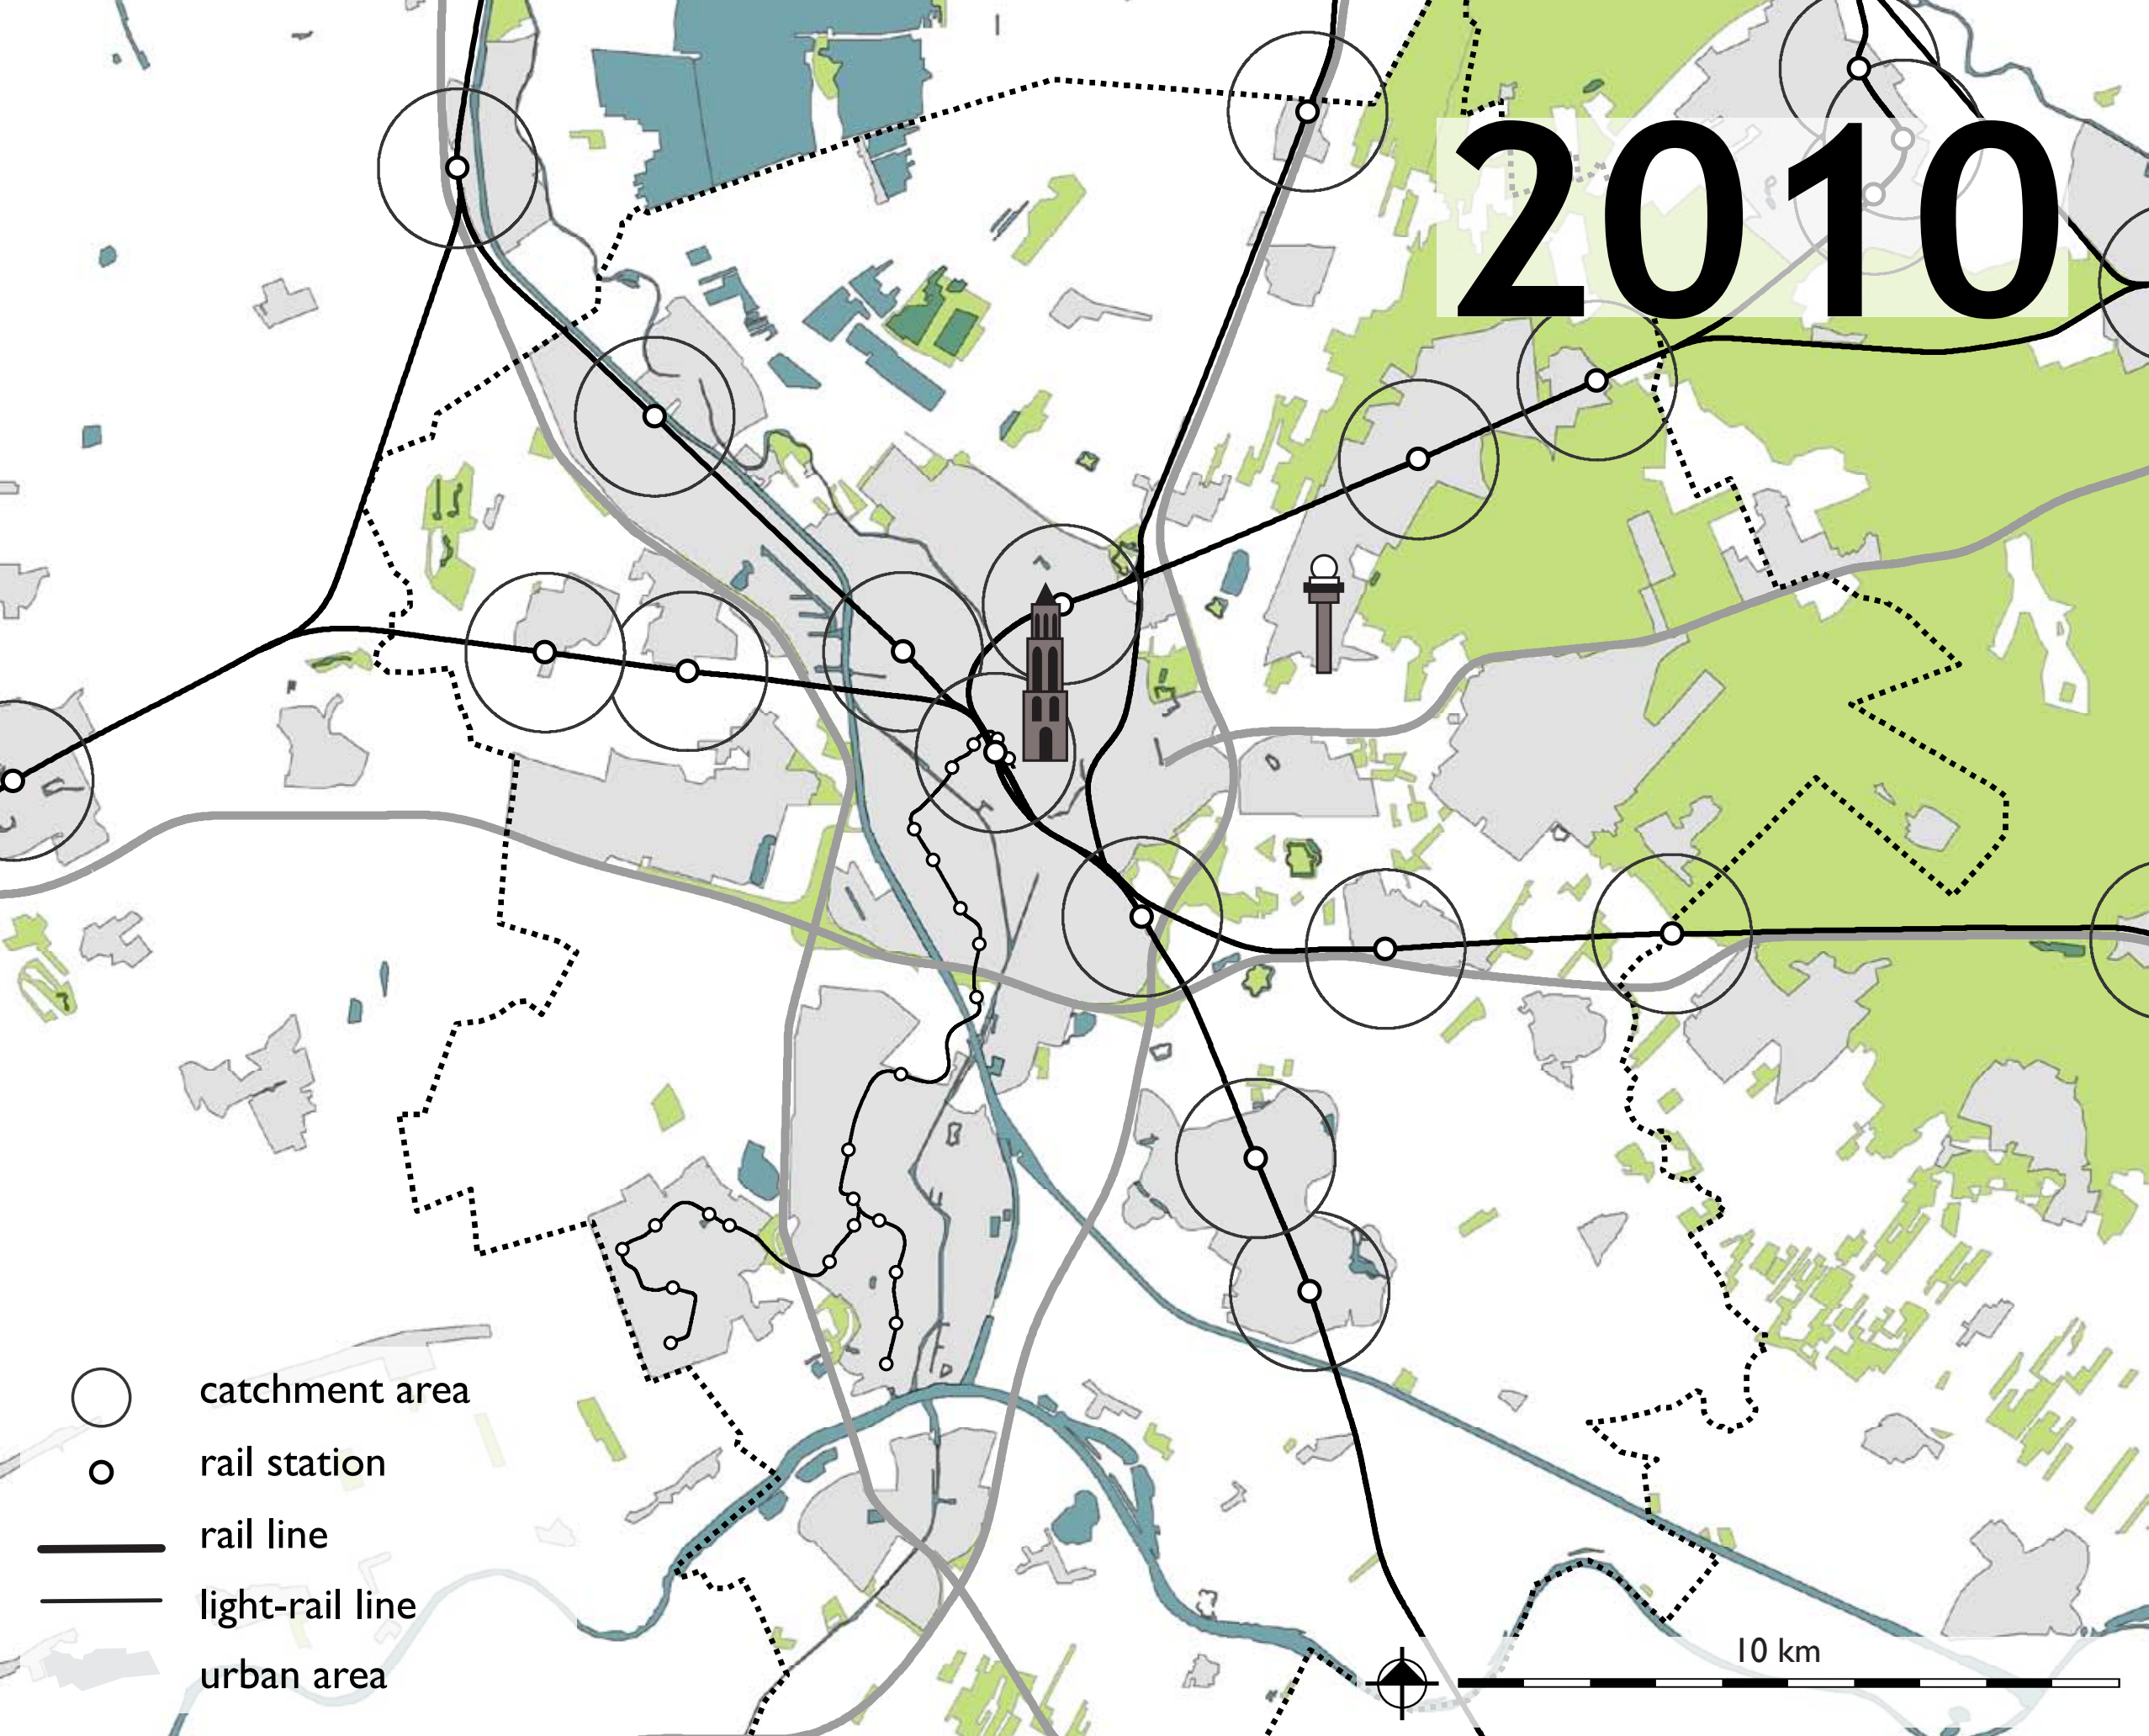 2010
catchment area
rail station
rail line
light-rail line
urban area
10 km